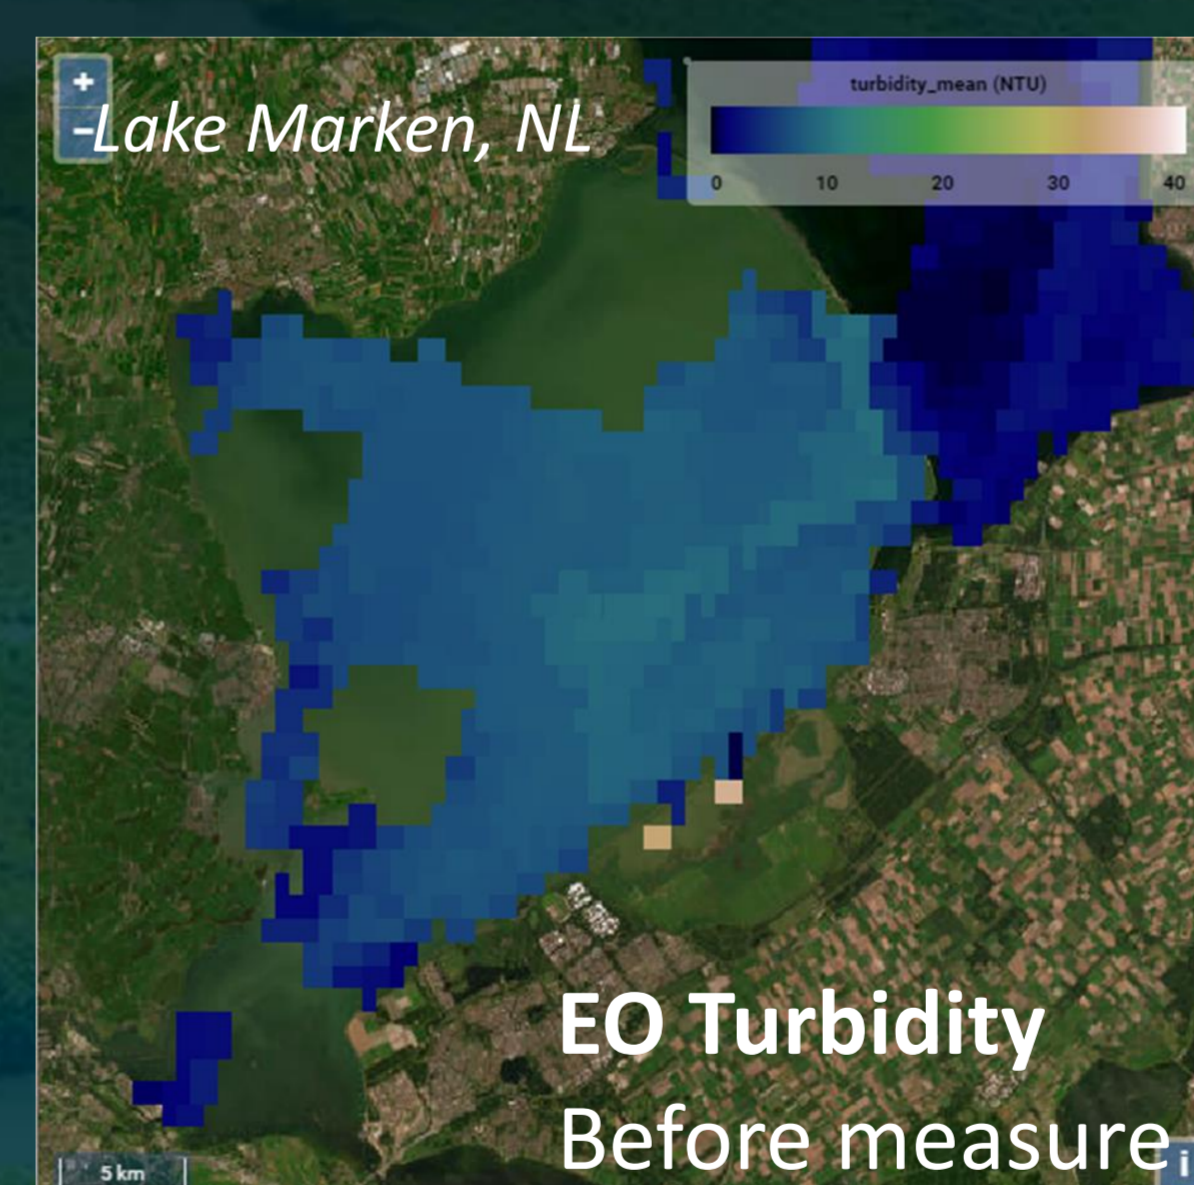 +
-
Lake Marken, NL
turbidity_mean (NTU)
0 10 20 30 40
EO Turbidity
Before measure
5 km
i